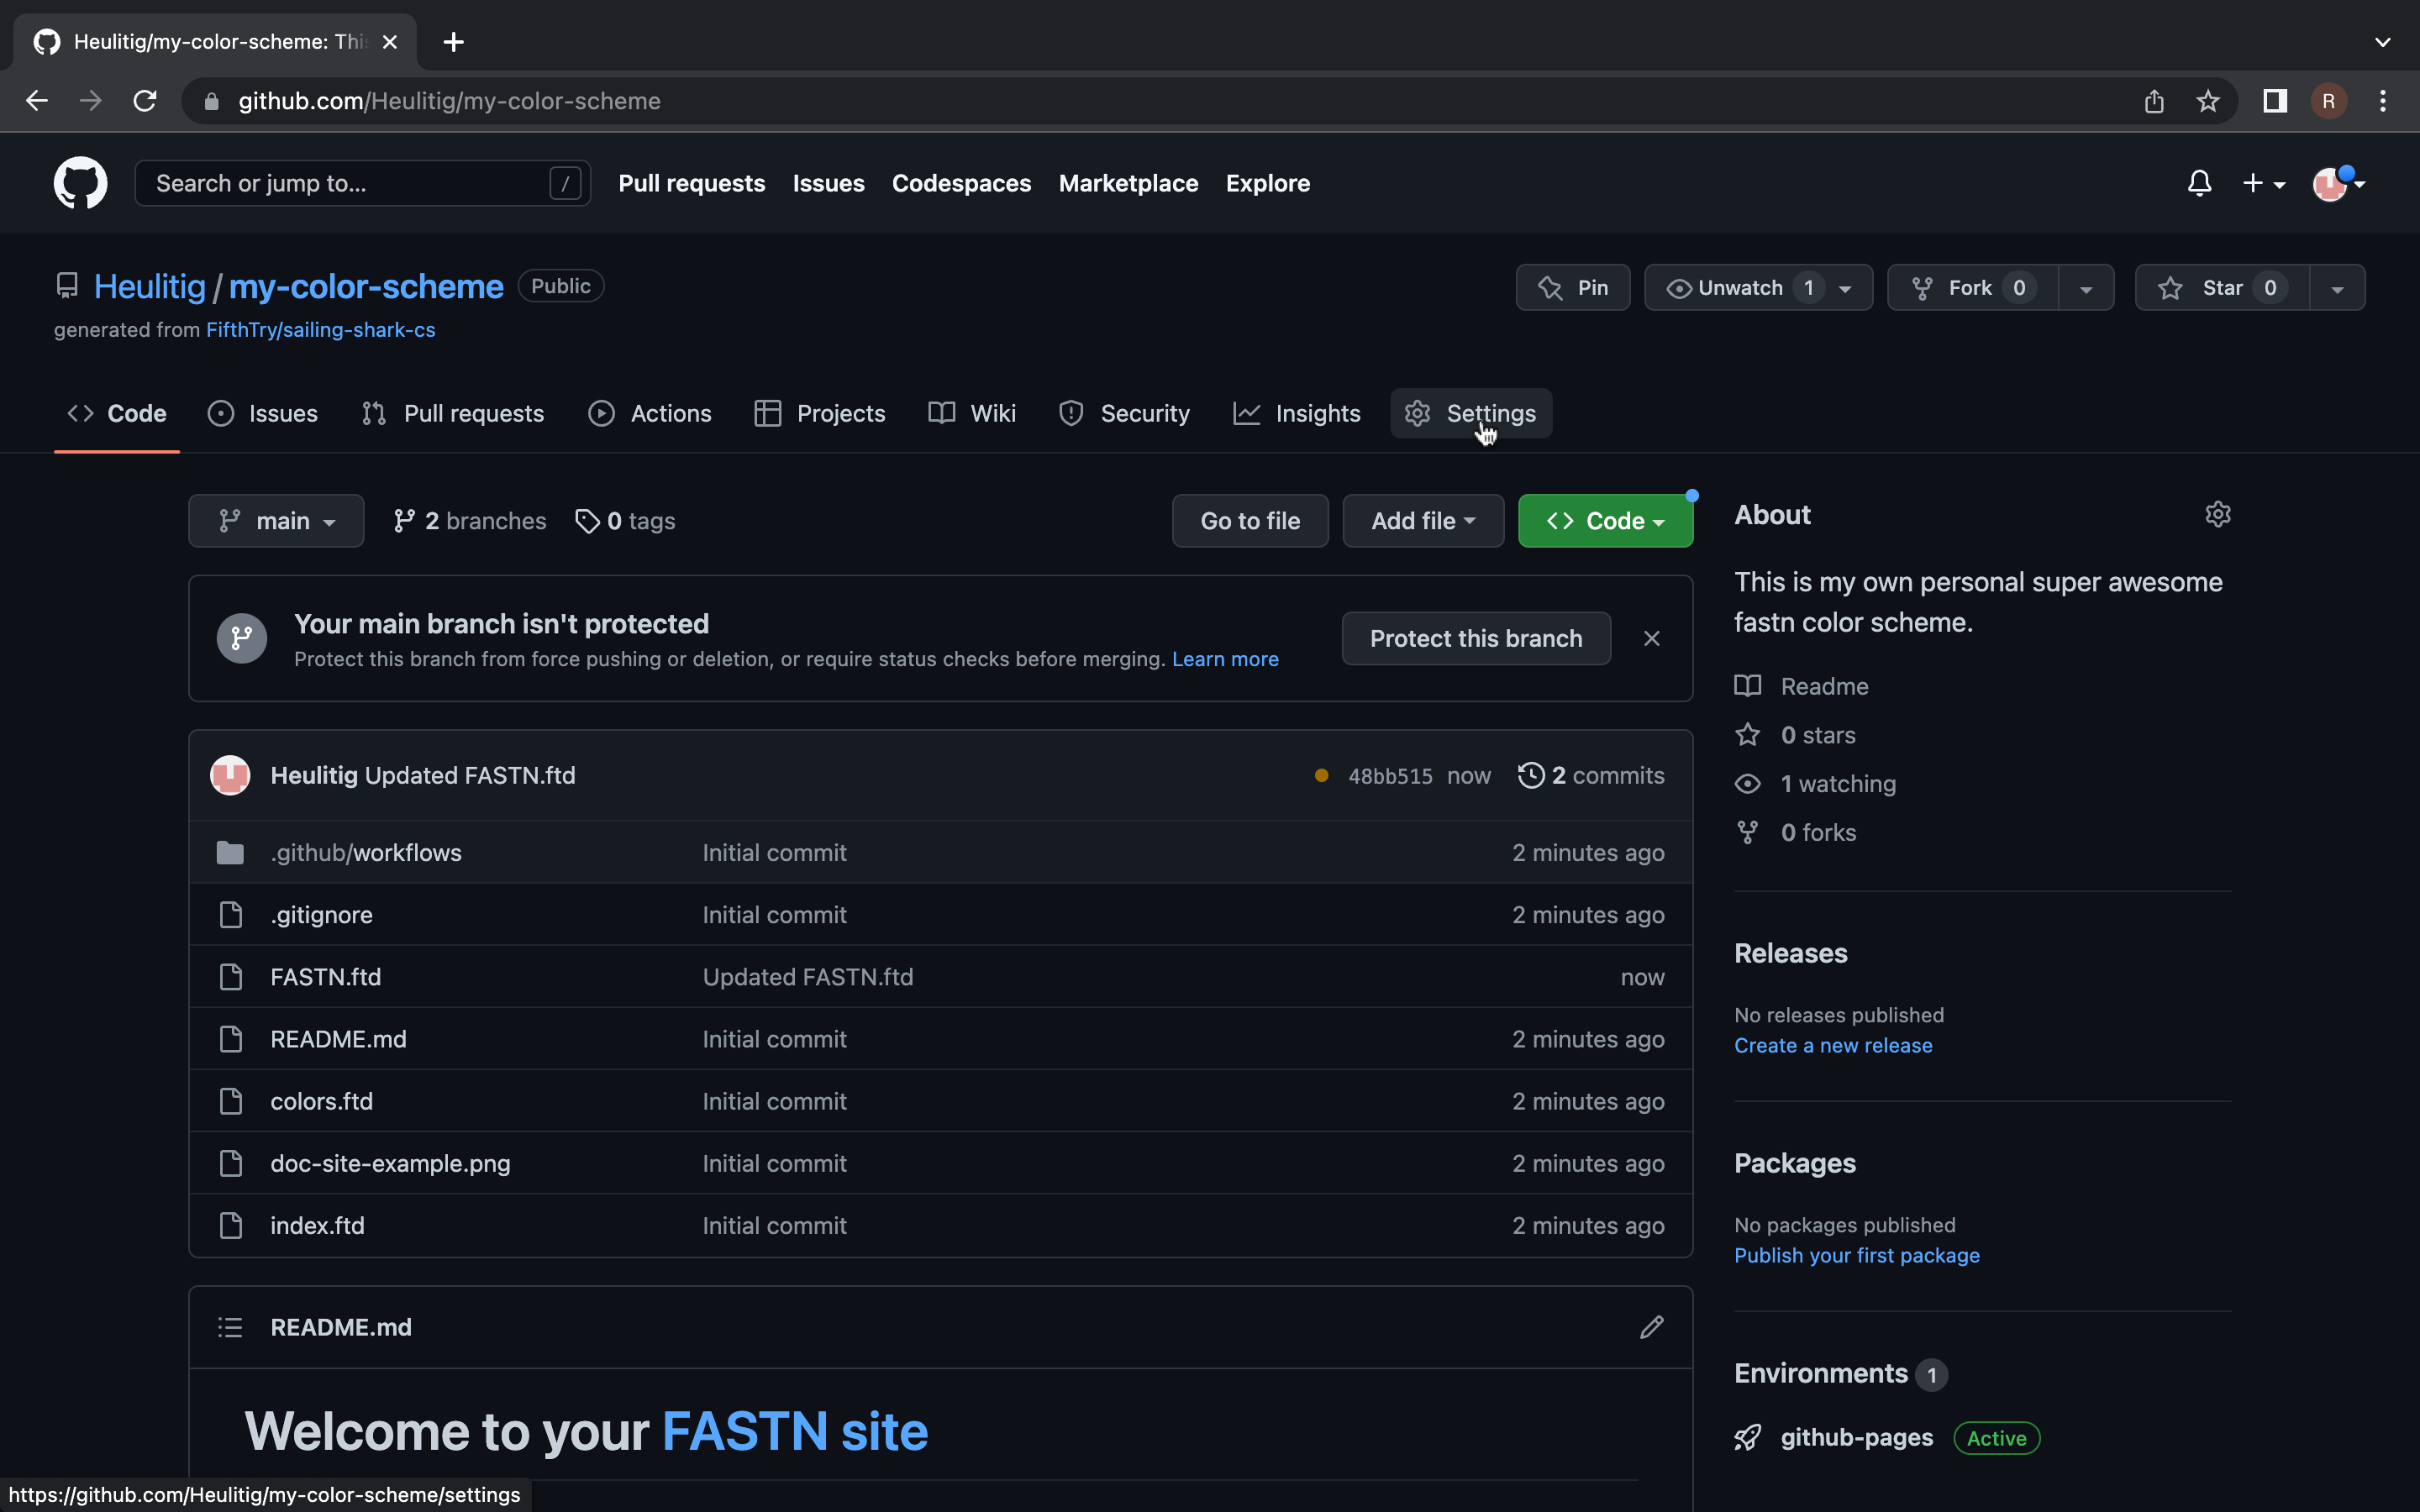 Heulitig/my-color-scheme: Thi
github.com/Heulitig/my-color-scheme
R
Search or jump to... /
Pull requests Issues Codespaces Marketplace Explore
Heulitig / my-color-scheme Public
generated from FifthTry/sailing-shark-cs
Pin Unwatch 1 Fork 0 Star 0
Code Issues Pull requests Actions Projects Wiki Security Insights Settings
main 2 branches 0 tags Go to file Add file Code
Your main branch isn't protected
Protect this branch from force pushing or deletion, or require status checks before merging. Learn more
Protect this branch
Heulitig Updated FASTN.ftd 48bb515 now 2 commits
.github/workflows Initial commit 2 minutes ago
.gitignore Initial commit 2 minutes ago
FASTN.ftd Updated FASTN.ftd now
README.md Initial commit 2 minutes ago
colors.ftd Initial commit 2 minutes ago
doc-site-example.png Initial commit 2 minutes ago
index.ftd Initial commit 2 minutes ago
README.md
Welcome to your FASTN site
About
This is my own personal super awesome
fastn color scheme.
Readme
0 stars
1 watching
0 forks
Releases
No releases published
Create a new release
Packages
No packages published
Publish your first package
Environments 1
github-pages Active
https://github.com/Heulitig/my-color-scheme/settings